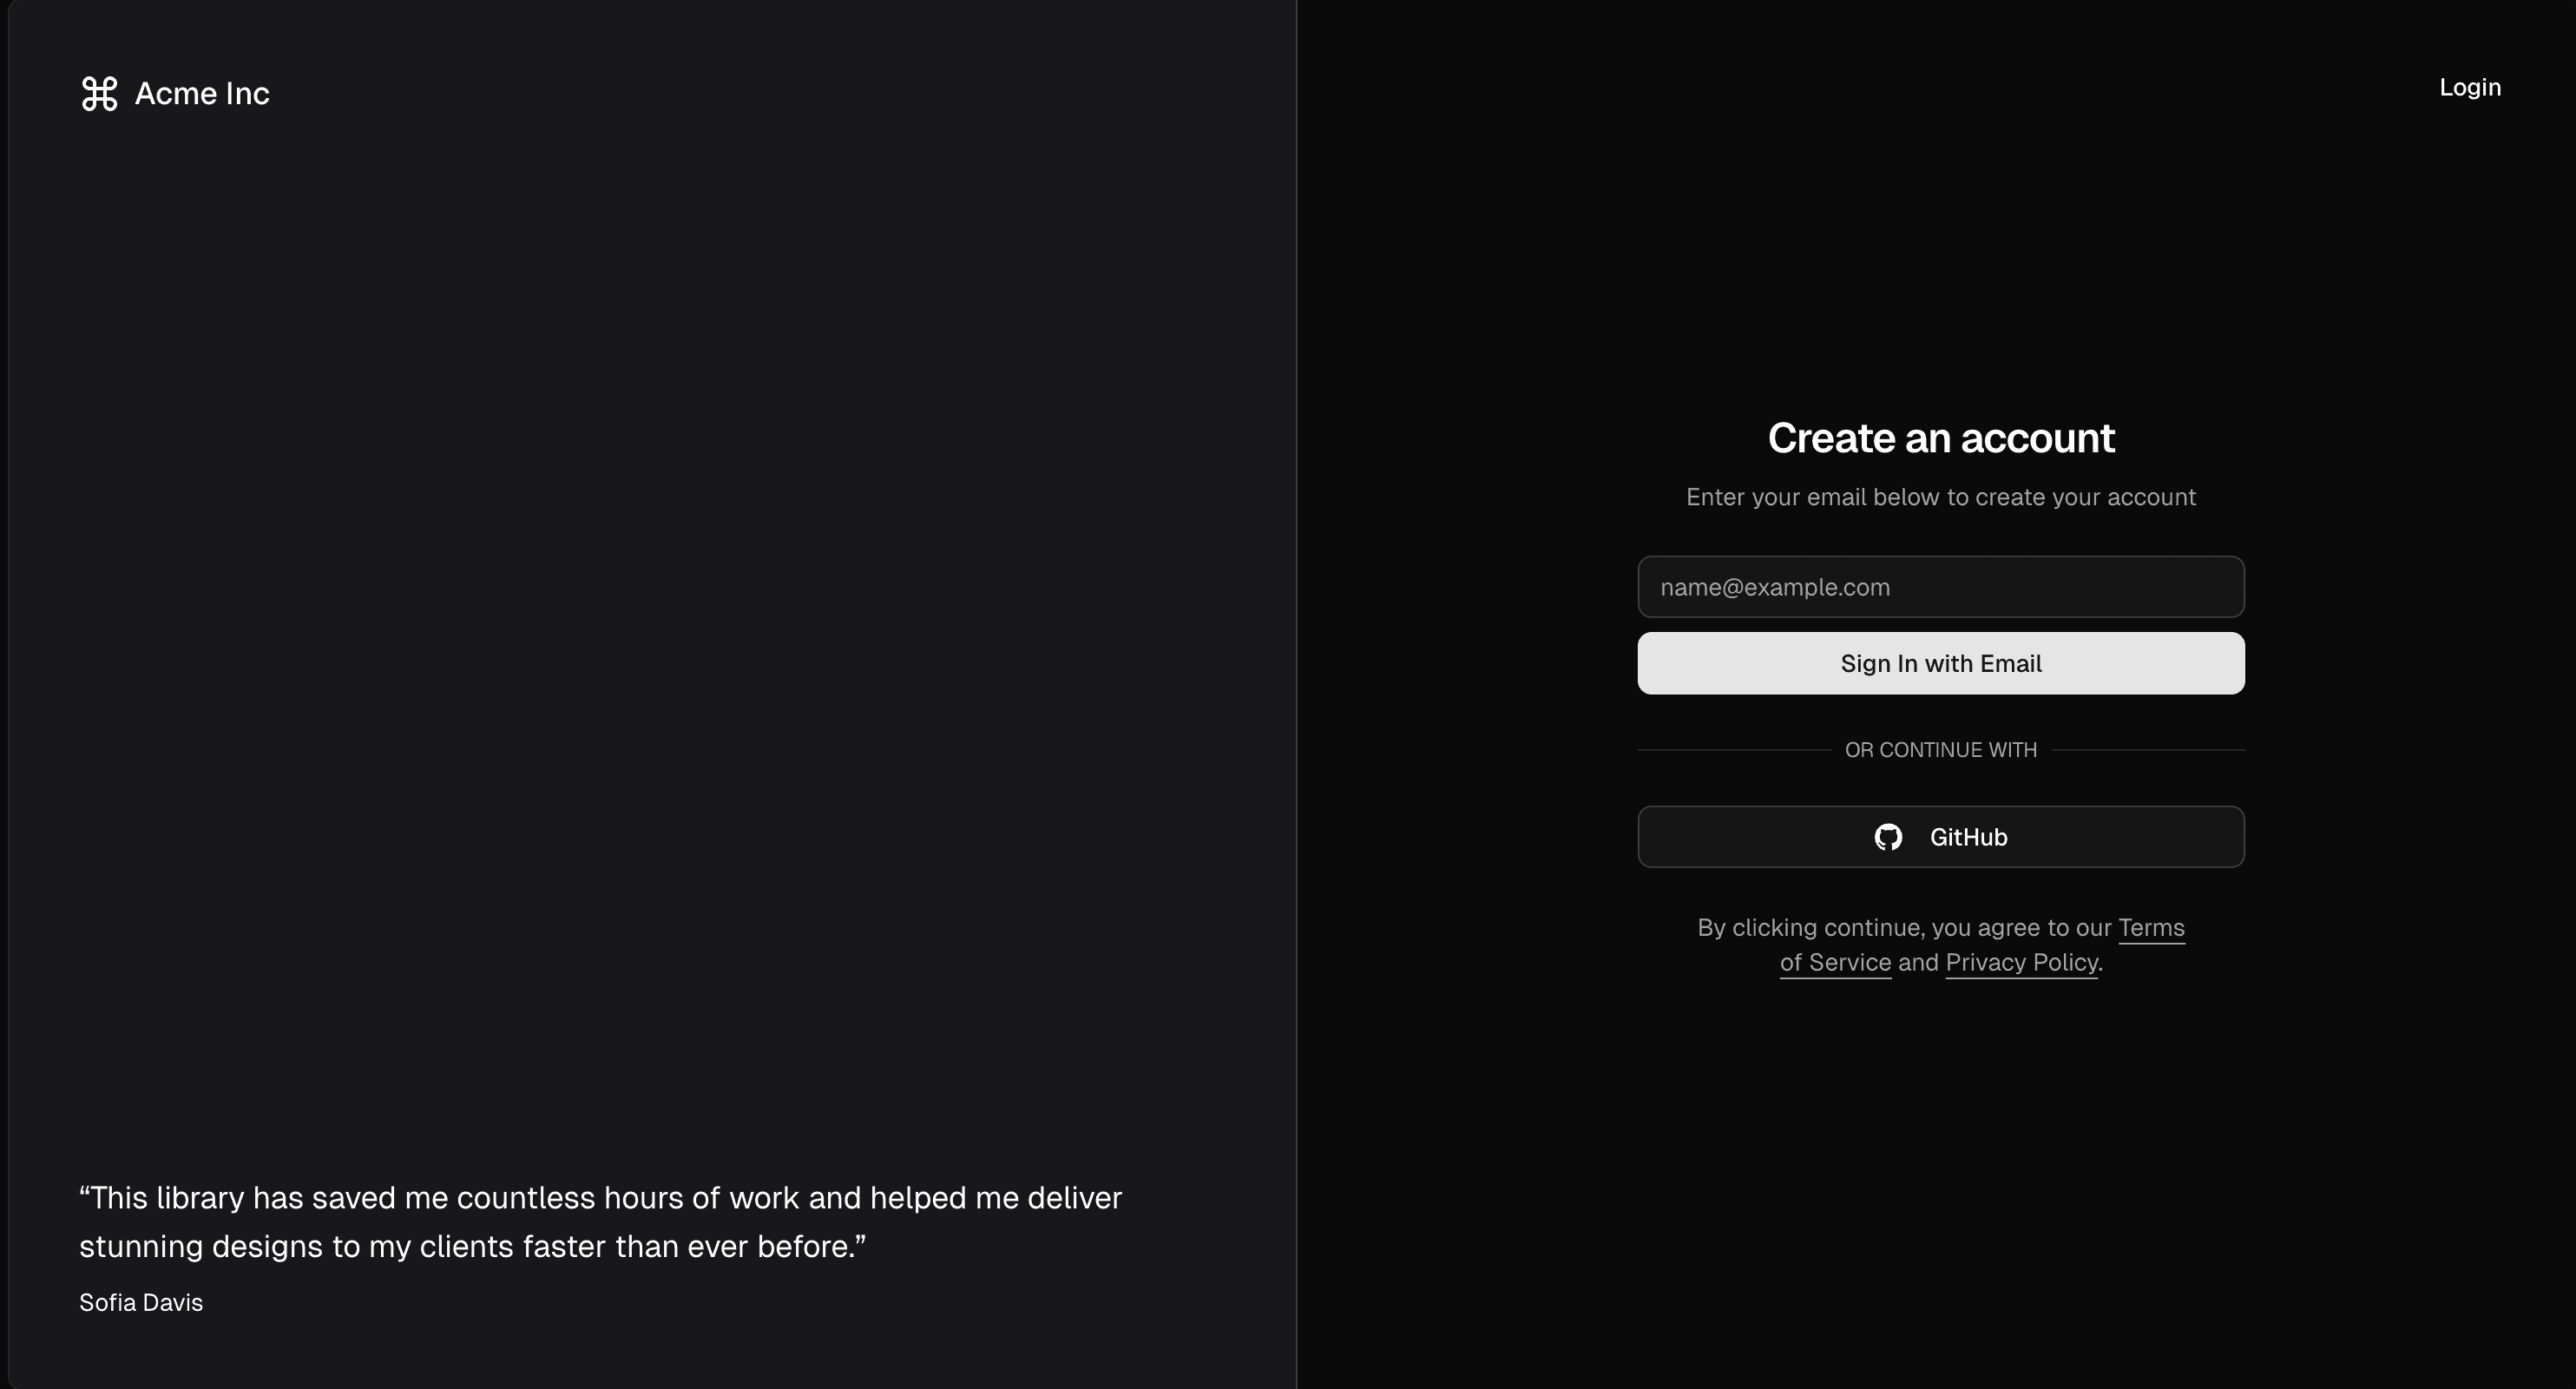 Acme Inc
Login
Create an account
Enter your email below to create your account
name@example.com
Sign In with Email
OR CONTINUE WITH
GitHub
By clicking continue, you agree to our Terms
of Service and Privacy Policy.
“This library has saved me countless hours of work and helped me deliver
stunning designs to my clients faster than ever before.”
Sofia Davis